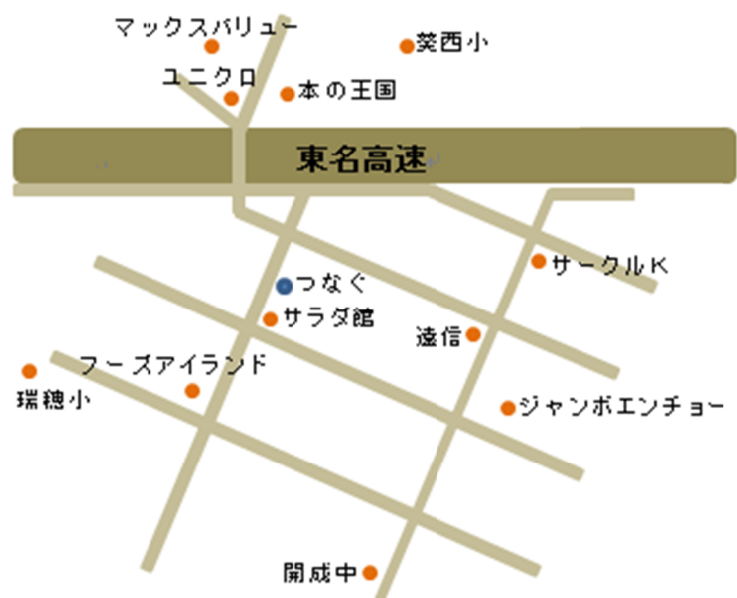 マックスバリュー
葵西小
ユニクロ
本の王国
東名高速
サークルK
つなぐ
サラダ館
遠信
フーズアイランド
瑞穂小
ジャンボエンチョー
開成中